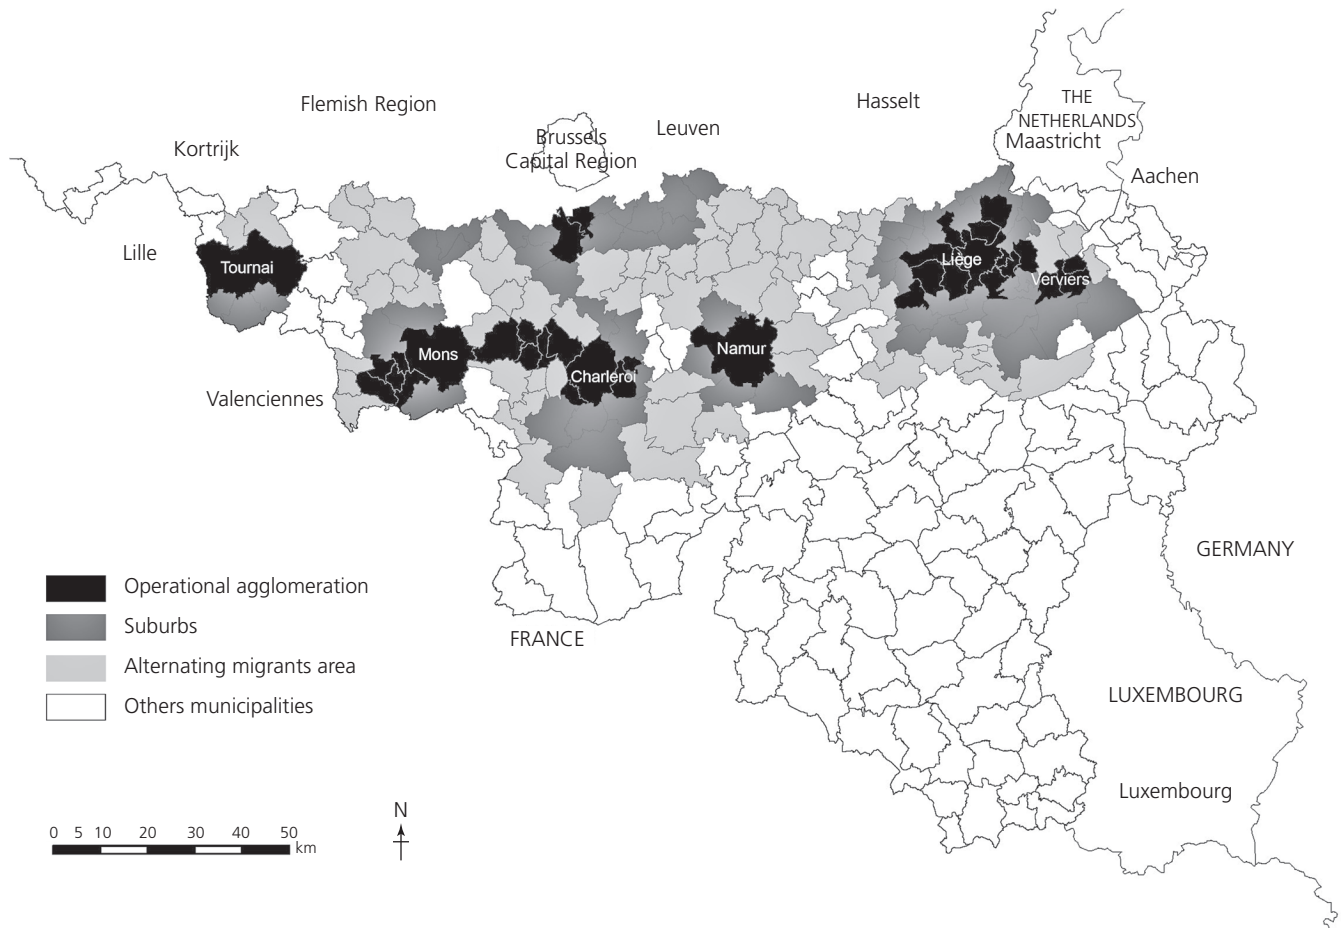 THE
NETHERLANDS
Hasselt
Flemish Region
Leuven
Brussels
Capital Region
Maastricht
Kortrijk
Aachen
Lille
Tournai
Liège
Verviers
Mons
Namur
Charleroi
Valenciennes
GERMANY
Operational agglomeration
Suburbs
FRANCE
Alternating migrants area
Others municipalities
LUXEMBOURG
Luxembourg
N
0 5 10 20 30 40 50
km